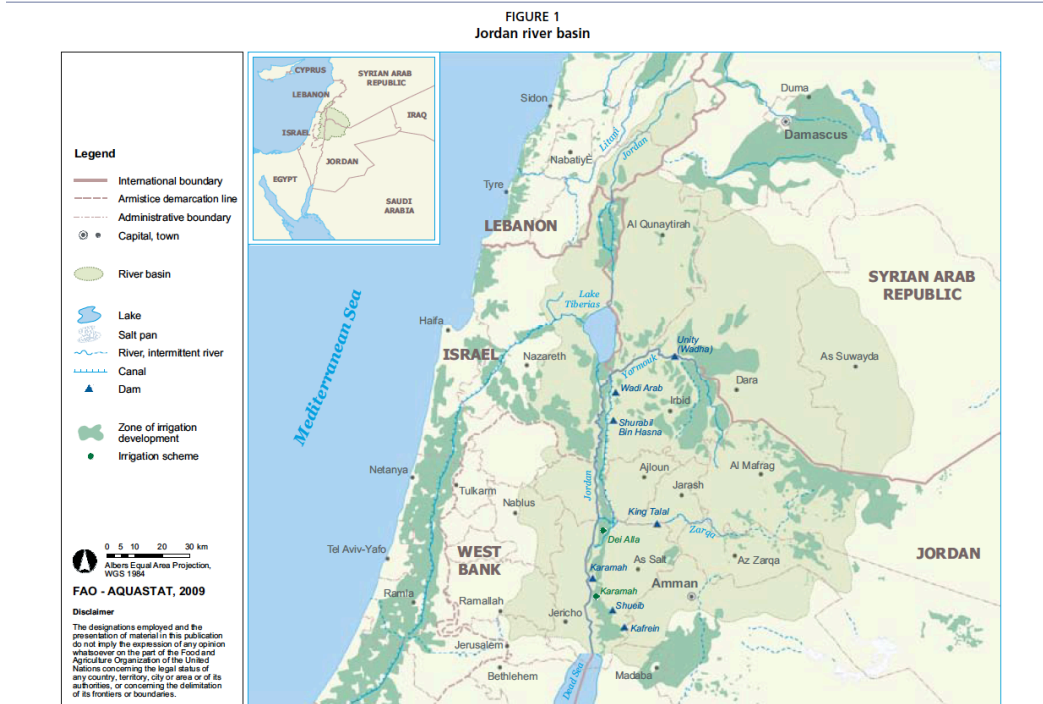 FIGURE 1
Jordan river basin
Legend
International boundary
Armistice demarcation line
Administrative boundary
Capital, town
River basin
Lake
Salt pan
River, intermittent river
Canal
Dam
Zone of irrigation
development
Irrigation scheme
0 5 10 20 30 km
Albers Equal Area Projection,
WGS 1984
FAO - AQUASTAT, 2009
Disclaimer
The designations employed and the
presentation of material in this publication
do not imply the expression of any opinion
whatsoever on the part of the Food and
Agriculture Organization of the United
Nations concerning the legal status of
any country, territory, city or area or of its
authorities, or concerning the delimitation
of its frontiers or boundaries.
CYPRUS
SYRIAN ARAB
REPUBLIC
LEBANON
IRAQ
ISRAEL
JORDAN
EGYPT
SAUDI
ARABIA
Sidon
Duma
Damascus
Litani
Jordan
NabatiyÈ
Tyre
LEBANON
Al Qunaytirah
SYRIAN ARAB
REPUBLIC
Mediterranean Sea
Lake
Tiberias
Haifa
ISRAEL
Nazareth
Unity
(Wadha)
Yarmouk
As Suwayda
Dara
Wadi Arab
Irbid
Shurabil
Bin Hasna
Netanya
Tulkarm
Nablus
Jordan
Ajloun
Al Mafrag
Jarash
King Talal
Zarqa
Dei Alla
Tel Aviv-Yafo
WEST
BANK
JORDAN
As Salt
Az Zarqa
Karamah
Amman
Karamah
Ramla
Ramallah
Jericho
Shueib
Kafrein
Jerusalem
Bethlehem
Dead Sea
Madaba